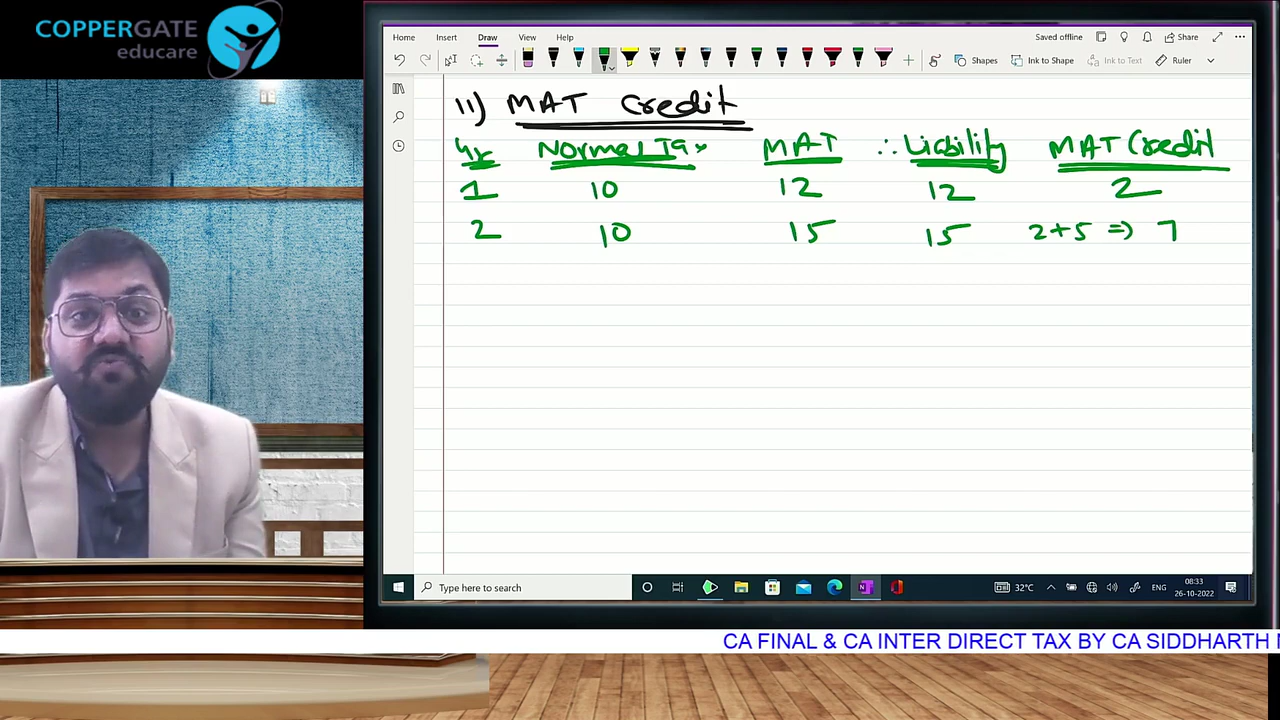 COPPERGATE
educare
Home Insert Draw View Help
Saved offline Share
Shapes Ink to Shape Ink to Text Ruler
11) MAT Credit
Yr Normal Tax MAT ∴ Liability MAT Credit
1 10 12 12 2
2 10 15 15 2+5 ⇒ 7
Type here to search
32°C ENG 08:33
26-10-2022
CA FINAL & CA INTER DIRECT TAX BY CA SIDDHARTH